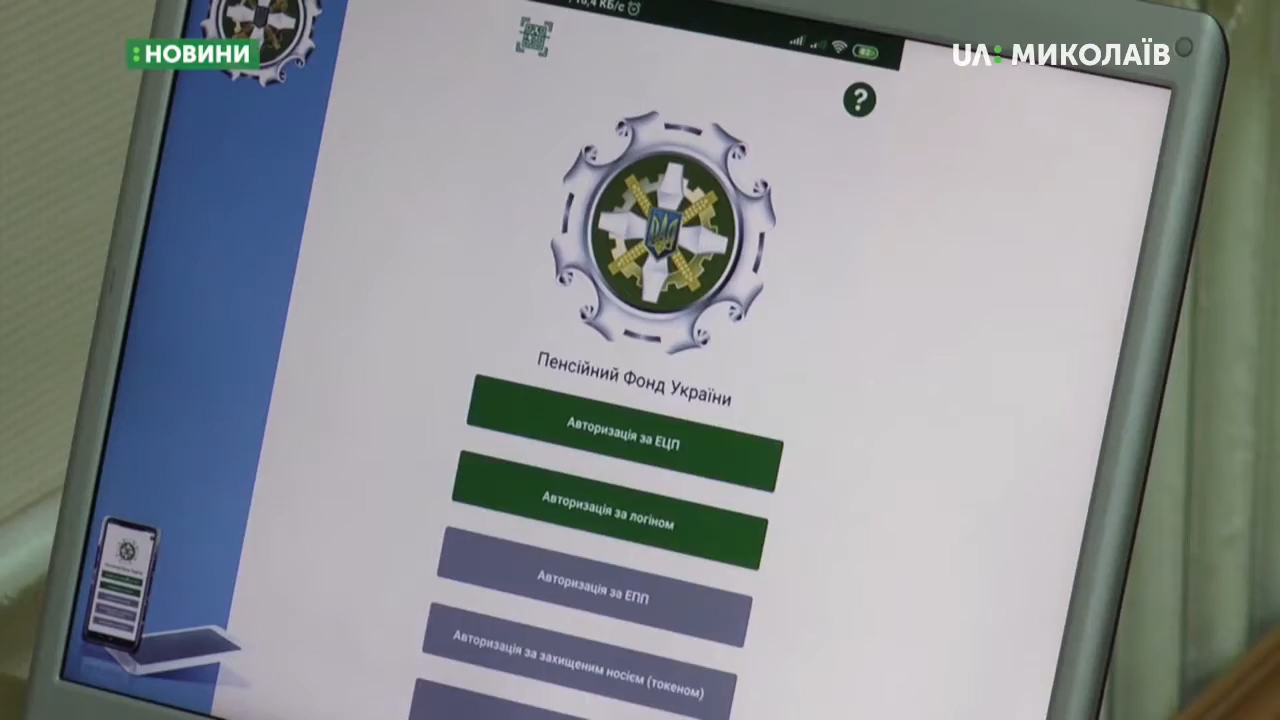 НОВИНИ
UA: МИКОЛАЇВ
КБ/с
?
Пенсійний Фонд України
Авторизація за ЕЦП
Авторизація за логіном
Авторизація за ЕПП
Авторизація за захищеним носієм (токеном)